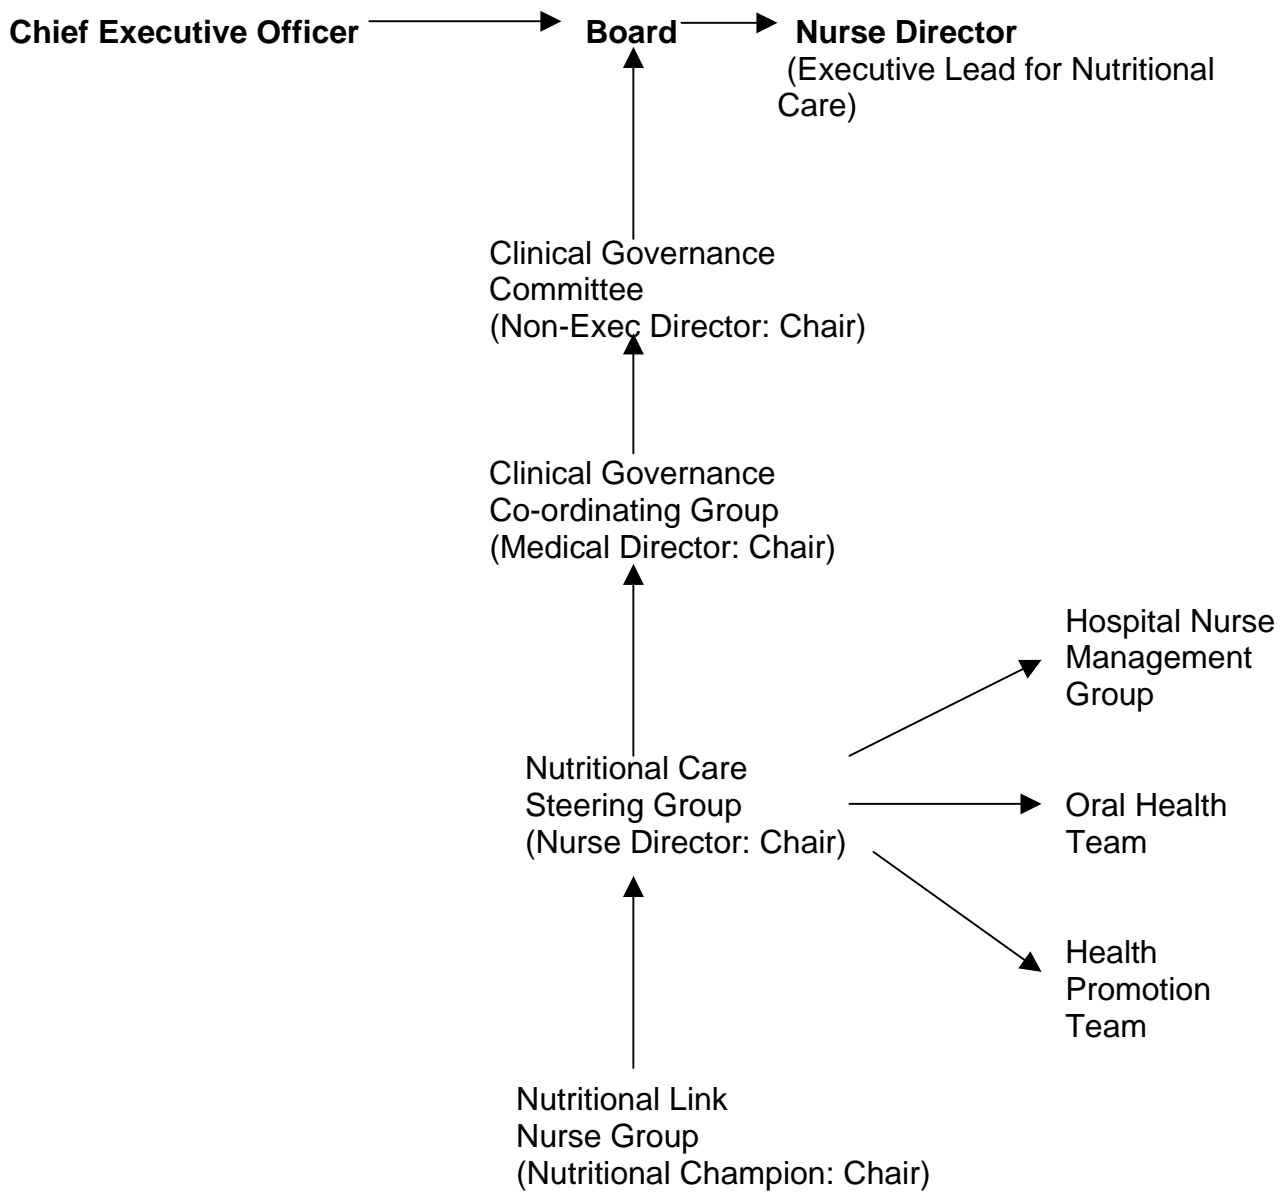 Chief Executive Officer
Board
Nurse Director
(Executive Lead for Nutritional
Care)
Clinical Governance
Committee
(Non-Exec Director: Chair)
Clinical Governance
Co-ordinating Group
(Medical Director: Chair)
Hospital Nurse
Management
Group
Nutritional Care
Steering Group
(Nurse Director: Chair)
Oral Health
Team
Health
Promotion
Team
Nutritional Link
Nurse Group
(Nutritional Champion: Chair)